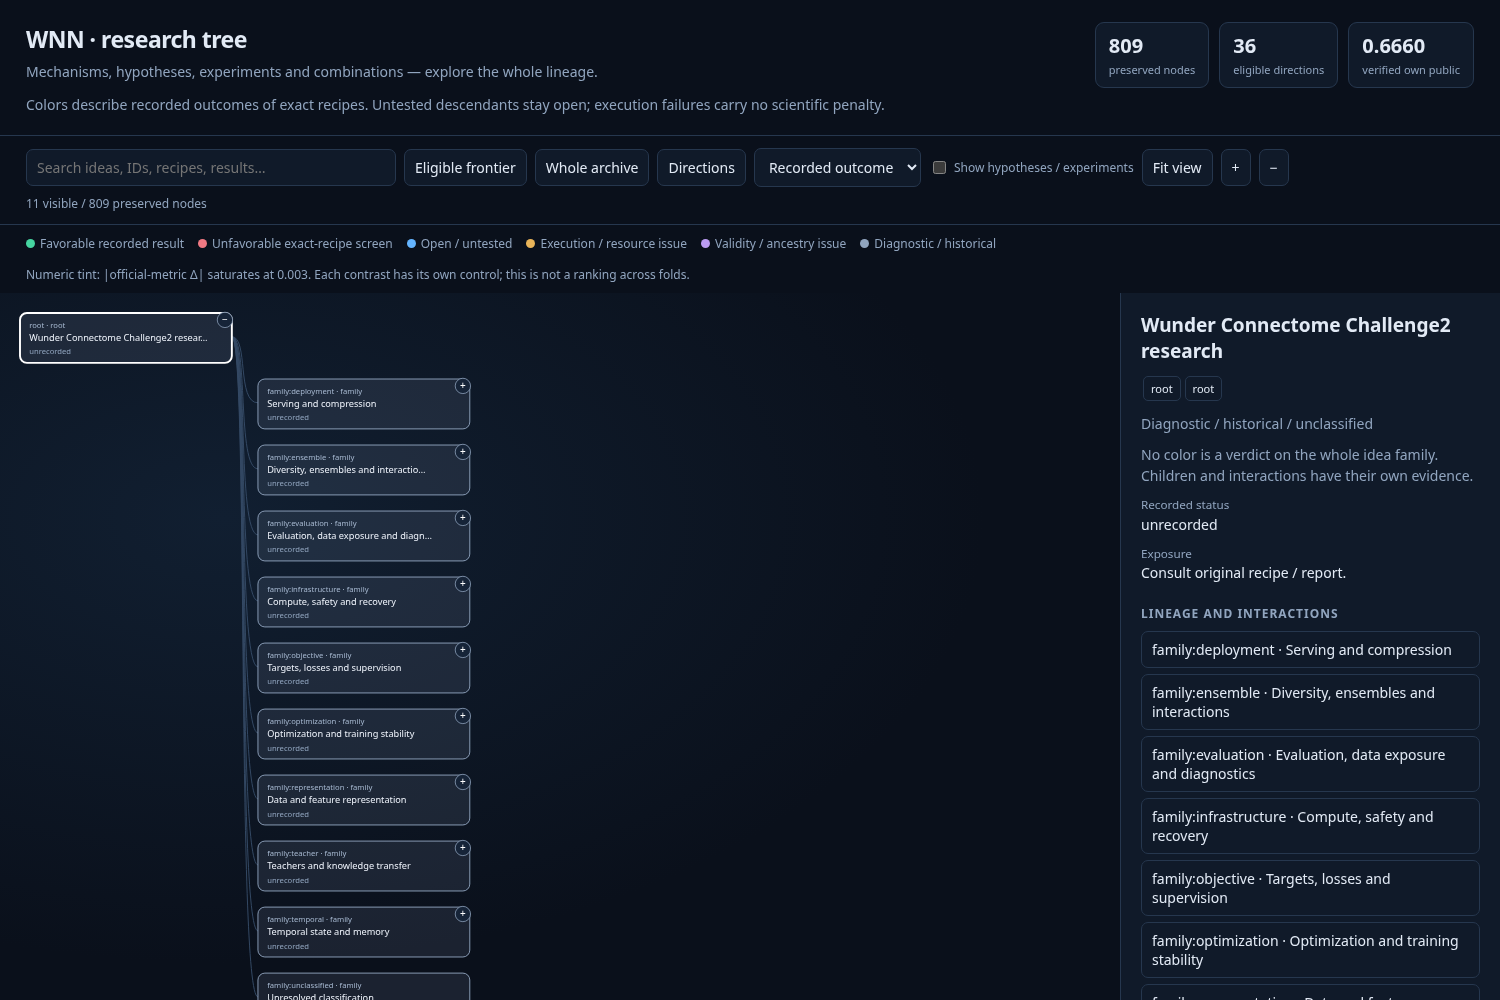 WNN · research tree
Mechanisms, hypotheses, experiments and combinations — explore the whole lineage.
Colors describe recorded outcomes of exact recipes. Untested descendants stay open; execution failures carry no scientific penalty.
809
preserved nodes
36
eligible directions
0.6660
verified own public
Search ideas, IDs, recipes, results...
Eligible frontier
Whole archive
Directions
Recorded outcome
Show hypotheses / experiments
Fit view
+
−
11 visible / 809 preserved nodes
Favorable recorded result
Unfavorable exact-recipe screen
Open / untested
Execution / resource issue
Validity / ancestry issue
Diagnostic / historical
Numeric tint: |official-metric Δ| saturates at 0.003. Each contrast has its own control; this is not a ranking across folds.
root · root
Wunder Connectome Challenge2 resear...
unrecorded
−
family:deployment · family
Serving and compression
unrecorded
+
family:ensemble · family
Diversity, ensembles and interactio...
unrecorded
+
family:evaluation · family
Evaluation, data exposure and diagn...
unrecorded
+
family:infrastructure · family
Compute, safety and recovery
unrecorded
+
family:objective · family
Targets, losses and supervision
unrecorded
+
family:optimization · family
Optimization and training stability
unrecorded
+
family:representation · family
Data and feature representation
unrecorded
+
family:teacher · family
Teachers and knowledge transfer
unrecorded
+
family:temporal · family
Temporal state and memory
unrecorded
+
family:unclassified · family
Unresolved classification
Wunder Connectome Challenge2
research
root
root
Diagnostic / historical / unclassified
No color is a verdict on the whole idea family.
Children and interactions have their own evidence.
Recorded status
unrecorded
Exposure
Consult original recipe / report.
LINEAGE AND INTERACTIONS
family:deployment · Serving and compression
family:ensemble · Diversity, ensembles and
interactions
family:evaluation · Evaluation, data exposure
and diagnostics
family:infrastructure · Compute, safety and
recovery
family:objective · Targets, losses and
supervision
family:optimization · Optimization and training
stability